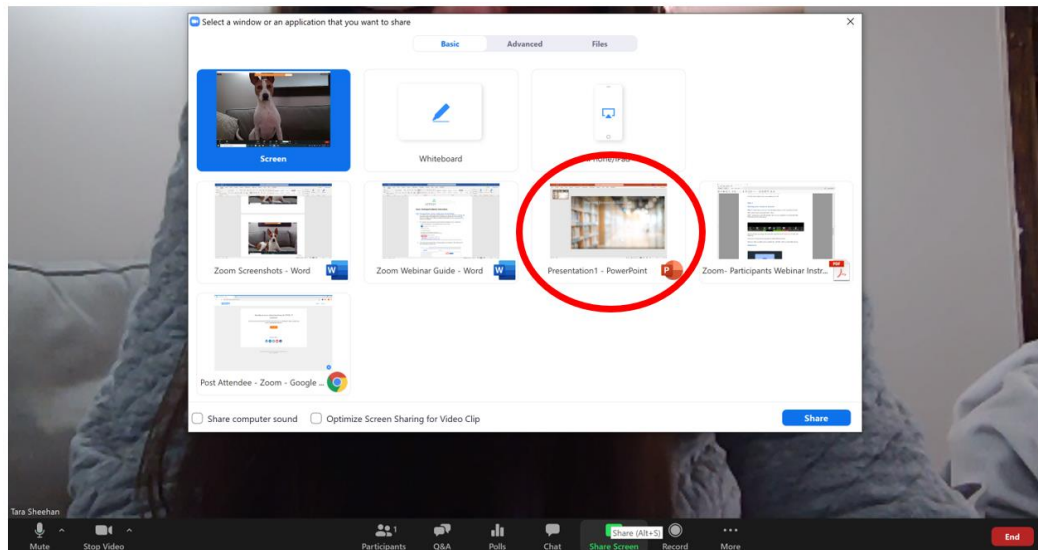 Select a window or an application that you want to share
Basic Advanced Files
Screen
Whiteboard
Zoom Screenshots - Word
Zoom Webinar Guide - Word
Presentation1 - PowerPoint
Zoom- Participants Webinar Instr...
W
W
P
PDF
Post Attendee - Zoom - Google ...
Share computer sound Optimize Screen Sharing for Video Clip
Share
Tara Sheehan
1
Share (Alt+S)
Mute Stop Video Participants Q&A Polls Chat Share Screen Record More End